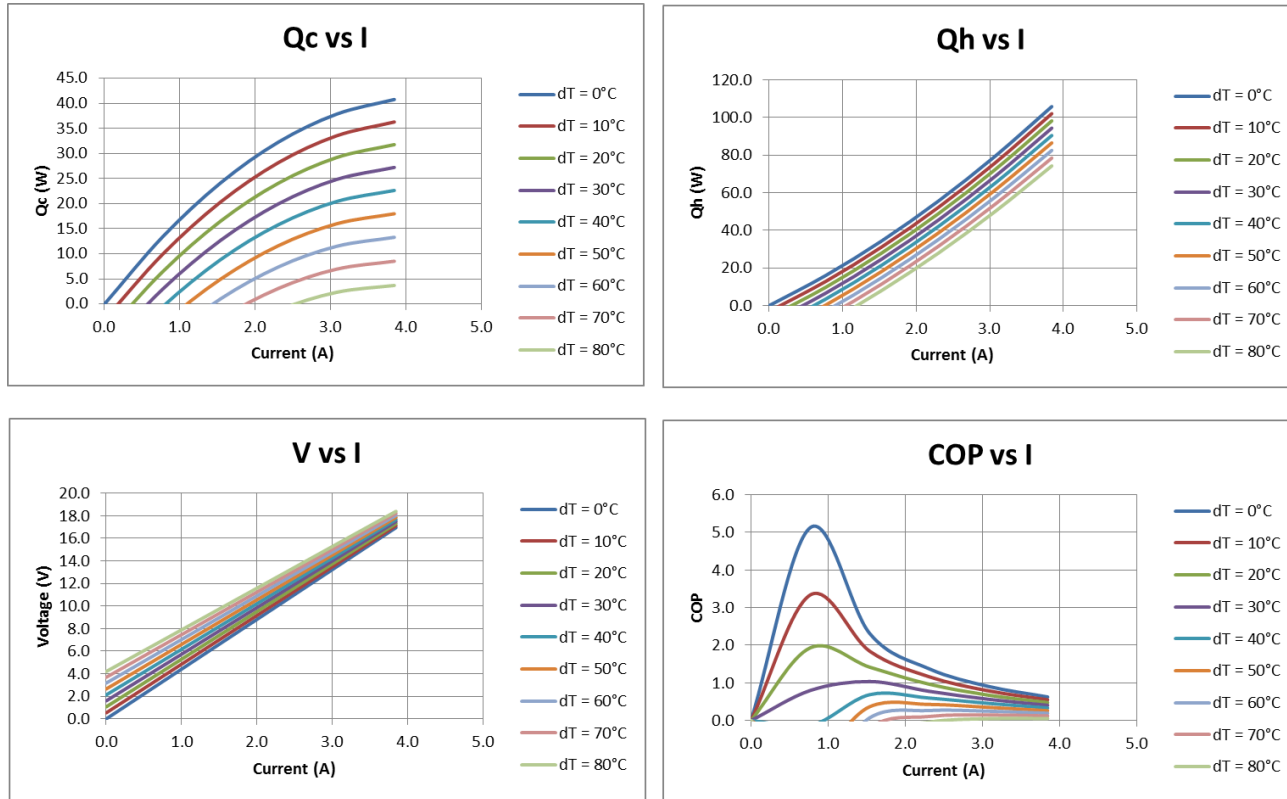 Qc vs I
45.0
40.0
35.0
30.0
25.0
20.0
15.0
10.0
5.0
0.0
Qc (W)
0.0 1.0 2.0 3.0 4.0 5.0
Current (A)
dT = 0°C
dT = 10°C
dT = 20°C
dT = 30°C
dT = 40°C
dT = 50°C
dT = 60°C
dT = 70°C
dT = 80°C
Qh vs I
120.0
100.0
80.0
60.0
40.0
20.0
0.0
Qh (W)
0.0 1.0 2.0 3.0 4.0 5.0
Current (A)
dT = 0°C
dT = 10°C
dT = 20°C
dT = 30°C
dT = 40°C
dT = 50°C
dT = 60°C
dT = 70°C
dT = 80°C
V vs I
20.0
18.0
16.0
14.0
12.0
10.0
8.0
6.0
4.0
2.0
0.0
Voltage (V)
0.0 1.0 2.0 3.0 4.0 5.0
Current (A)
dT = 0°C
dT = 10°C
dT = 20°C
dT = 30°C
dT = 40°C
dT = 50°C
dT = 60°C
dT = 70°C
dT = 80°C
COP vs I
6.0
5.0
4.0
3.0
2.0
1.0
0.0
COP
0.0 1.0 2.0 3.0 4.0 5.0
Current (A)
dT = 0°C
dT = 10°C
dT = 20°C
dT = 30°C
dT = 40°C
dT = 50°C
dT = 60°C
dT = 70°C
dT = 80°C